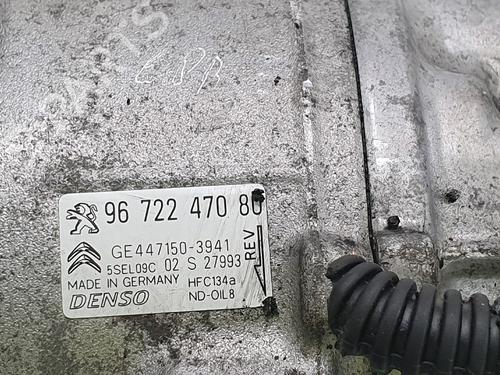 96 722 470 80
GE447150-3941
5SEL09C 02 S 27993
MADE IN GERMANY HFC134a
DENSO ND-OIL8
REV